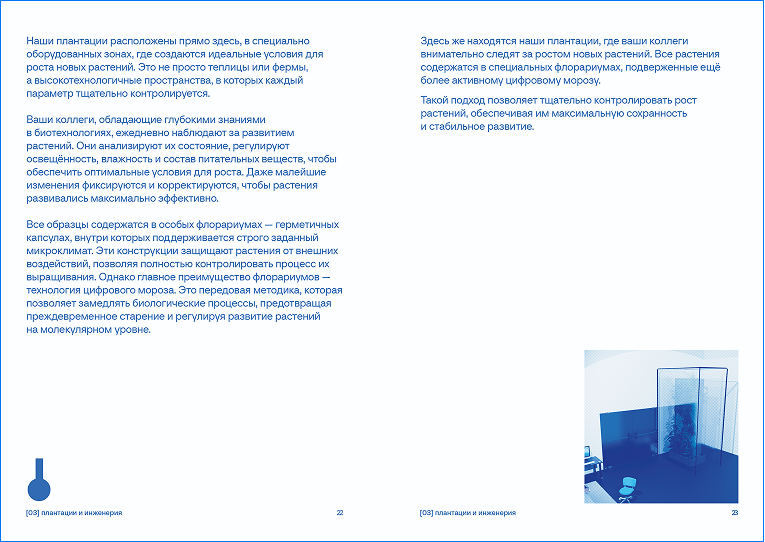 Наши плантации расположены прямо здесь, в специально
оборудованных зонах, где создаются идеальные условия для
роста новых растений. Это не просто теплицы или фермы,
а высокотехнологичные пространства, в которых каждый
параметр тщательно контролируется.
Ваши коллеги, обладающие глубокими знаниями
в биотехнологиях, ежедневно наблюдают за развитием
растений. Они анализируют их состояние, регулируют
освещённость, влажность и состав питательных веществ, чтобы
обеспечить оптимальные условия для роста. Даже малейшие
изменения фиксируются и корректируются, чтобы растения
развивались максимально эффективно.
Все образцы содержатся в особых флорариумах — герметичных
капсулах, внутри которых поддерживается строго заданный
микроклимат. Эти конструкции защищают растения от внешних
воздействий, позволяя полностью контролировать процесс их
выращивания. Однако главное преимущество флорариумов —
технология цифрового мороза. Это передовая методика, которая
позволяет замедлять биологические процессы, предотвращая
преждевременное старение и регулируя развитие растений
на молекулярном уровне.
[03] плантации и инженерия
22
Здесь же находятся наши плантации, где ваши коллеги
внимательно следят за ростом новых растений. Все растения
содержатся в специальных флорариумах, подверженные ещё
более активному цифровому морозу.
Такой подход позволяет тщательно контролировать рост
растений, обеспечивая им максимальную сохранность
и стабильное развитие.
[03] плантации и инженерия
23